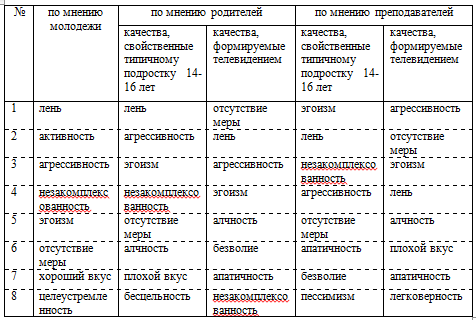 № по мнению молодежи по мнению родителей по мнению преподавателей
качества, свойственные типичному подростку 14-16 лет качества, формируемые телевидением качества, свойственные типичному подростку 14-16 лет качества, формируемые телевидением
1 лень лень отсутствие меры эгоизм агрессивность
2 активность агрессивность лень лень отсутствие меры
3 агрессивность эгоизм агрессивность незакомплексованность эгоизм
4 незакомплексованность незакомплексованность эгоизм агрессивность лень
5 эгоизм отсутствие меры алчность отсутствие меры алчность
6 отсутствие меры алчность безволие апатичность плохой вкус
7 хороший вкус плохой вкус апатичность безволие апатичность
8 целеустремленность бесцельность незакомплексованность пессимизм легковерность